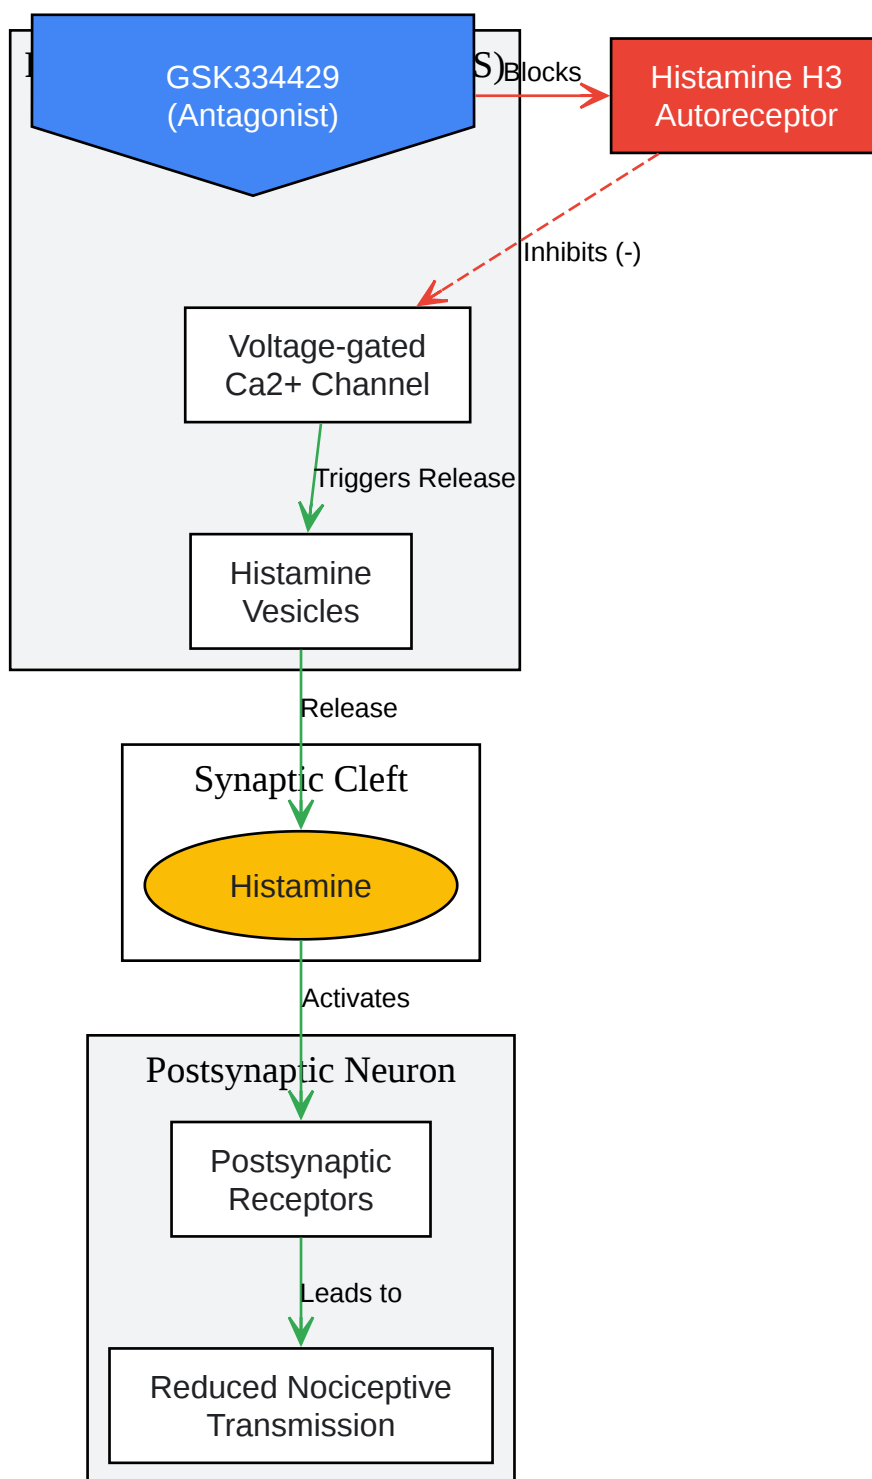 S)
GSK334429
(Antagonist)
Blocks
Histamine H3
Autoreceptor
Inhibits (-)
Voltage-gated
Ca2+ Channel
Triggers Release
Histamine
Vesicles
Release
Synaptic Cleft
Histamine
Activates
Postsynaptic Neuron
Postsynaptic
Receptors
Leads to
Reduced Nociceptive
Transmission